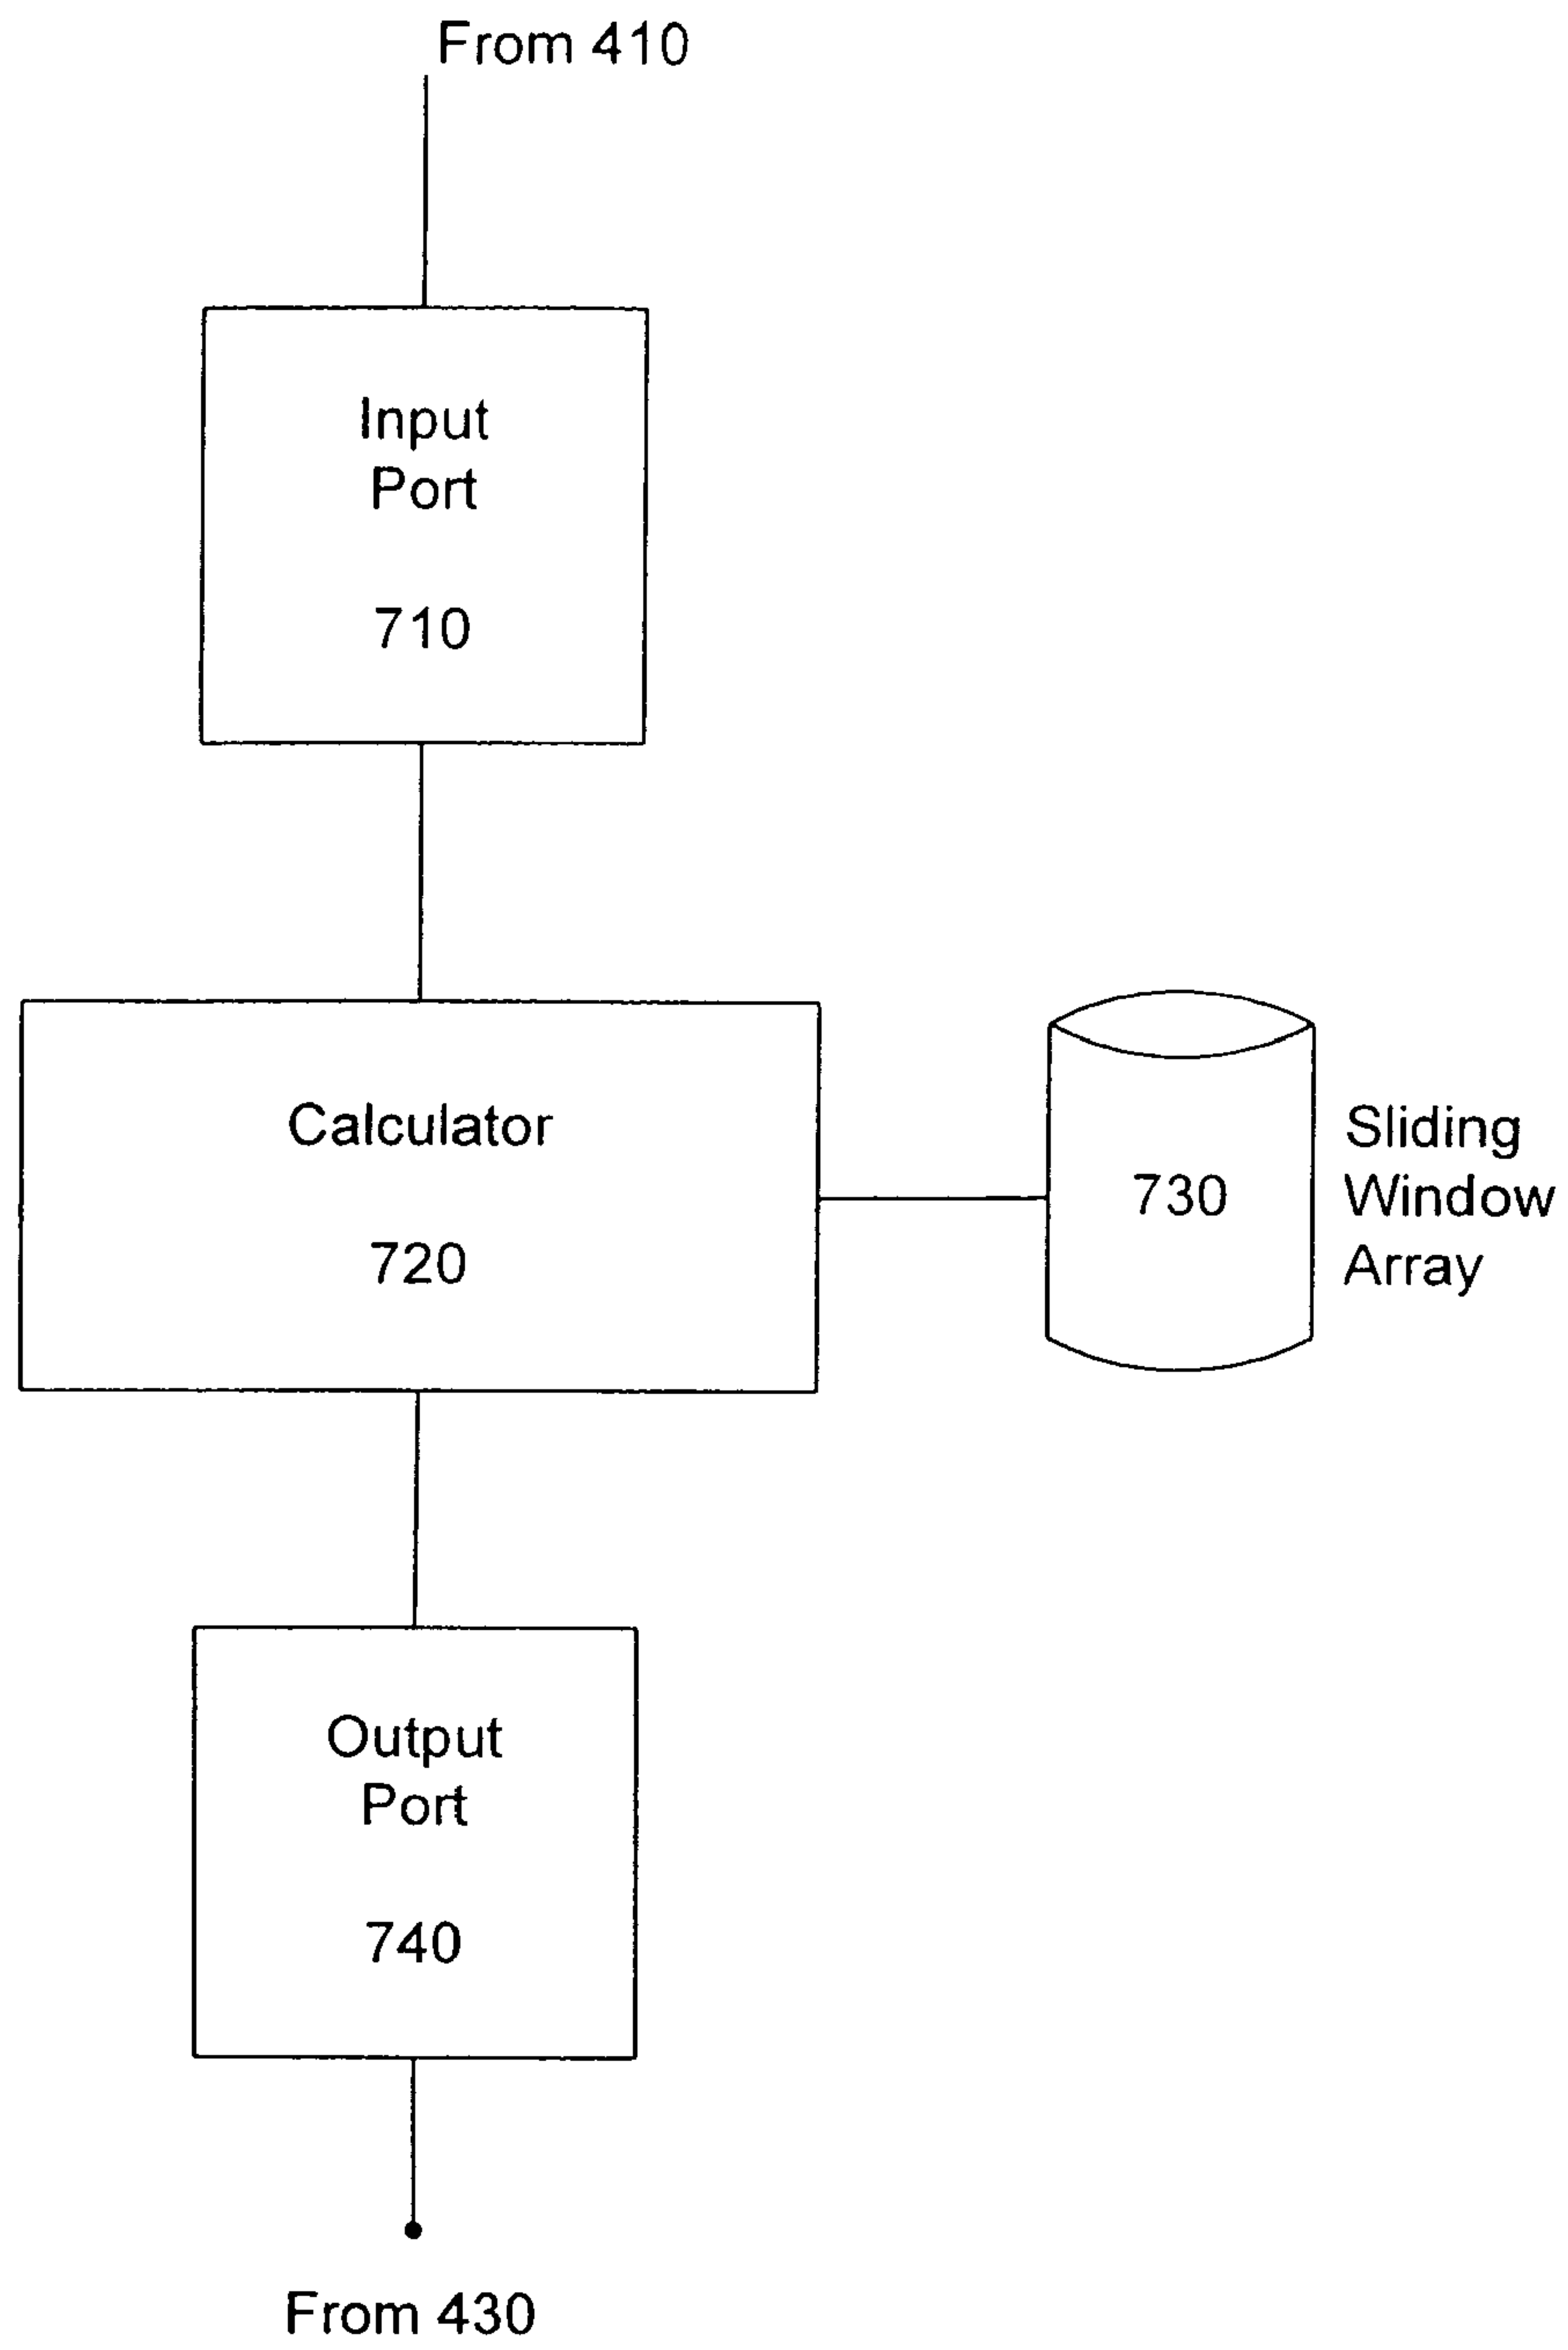 From 410
Input
Port
710
Calculator
720
730
Sliding
Window
Array
Output
Port
740
From 430